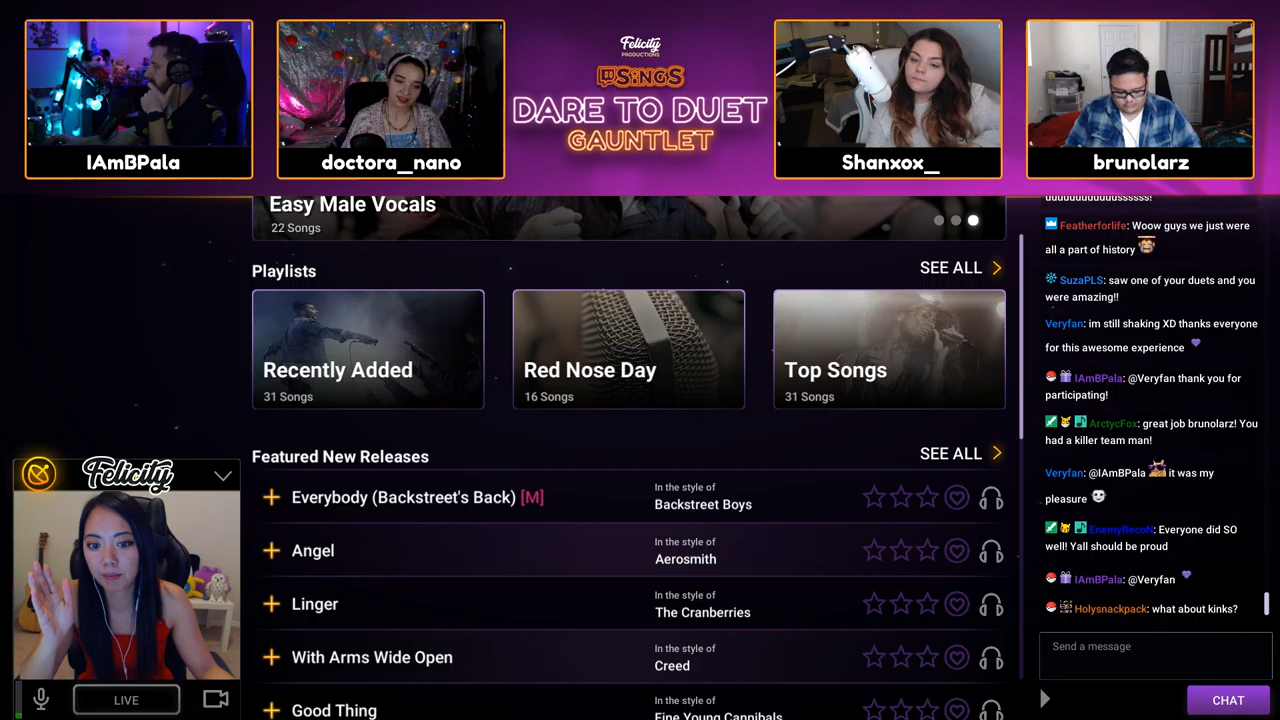 Felicity
PRODUCTIONS
SINGS
DARE TO DUET
GAUNTLET
IAmBPala
doctora__nano
Shanxox_
brunolarz
Easy Male Vocals
22 Songs
Playlists
SEE ALL
Recently Added
31 Songs
Red Nose Day
16 Songs
Top Songs
31 Songs
Featured New Releases
SEE ALL
Everybody (Backstreet's Back) [M]
In the style of
Backstreet Boys
Angel
In the style of
Aerosmith
Linger
In the style of
The Cranberries
With Arms Wide Open
In the style of
Creed
Good Thing
Fine Young Cannibals
Felicity
LIVE
Featherforlife: Woow guys we just were
all a part of history
SuzaPLS: saw one of your duets and you
were amazing!!
Veryfan: im still shaking XD thanks everyone
for this awesome experience
IAmBPala: @Veryfan thank you for
participating!
ArctycFox: great job brunolarz! You
had a killer team man!
Veryfan: @IAmBPala it was my
pleasure
EnemyRecoN: Everyone did SO
well! Yall should be proud
IAmBPala: @Veryfan
Holysnackpack: what about kinks?
Send a message
CHAT